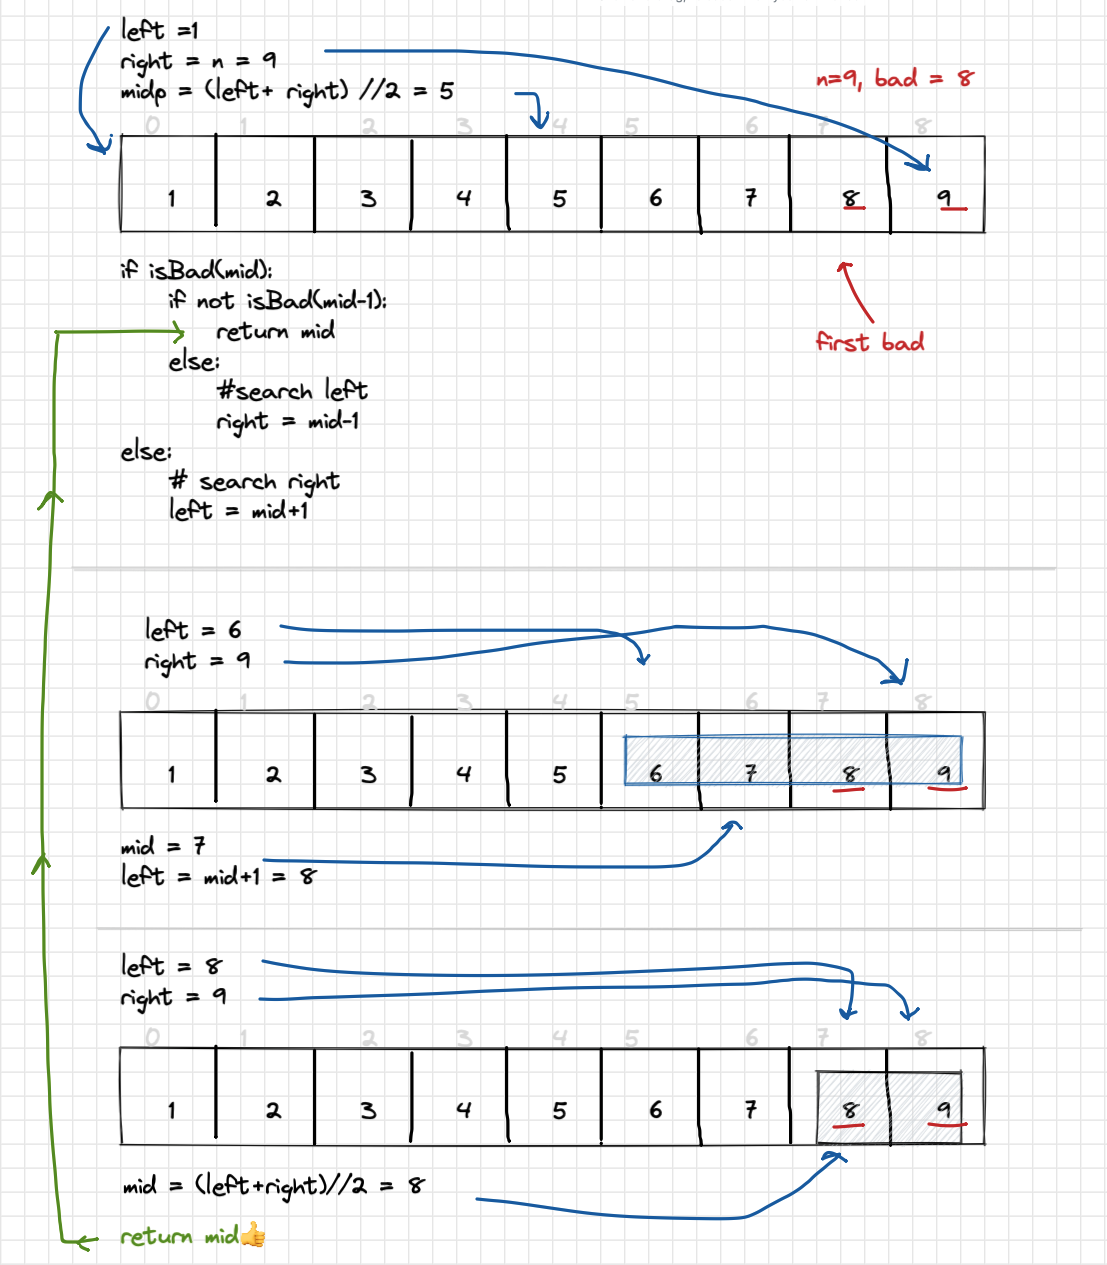 left =1
right = n = 9
midp = (left+ right) //2 = 5
n=9, bad = 8
0 1 2 3 4 5 6 7 8
1 2 3 4 5 6 7 8 9
if isBad(mid):
if not isBad(mid-1):
return mid
first bad
else:
#search left
right = mid-1
else:
# search right
left = mid+1
left = 6
right = 9
0 1 2 3 4 5 6 7 8
1 2 3 4 5 6 7 8 9
mid = 7
left = mid+1 = 8
left = 8
right = 9
0 1 2 3 4 5 6 7 8
1 2 3 4 5 6 7 8 9
mid = (left+right)//2 = 8
return mid👍